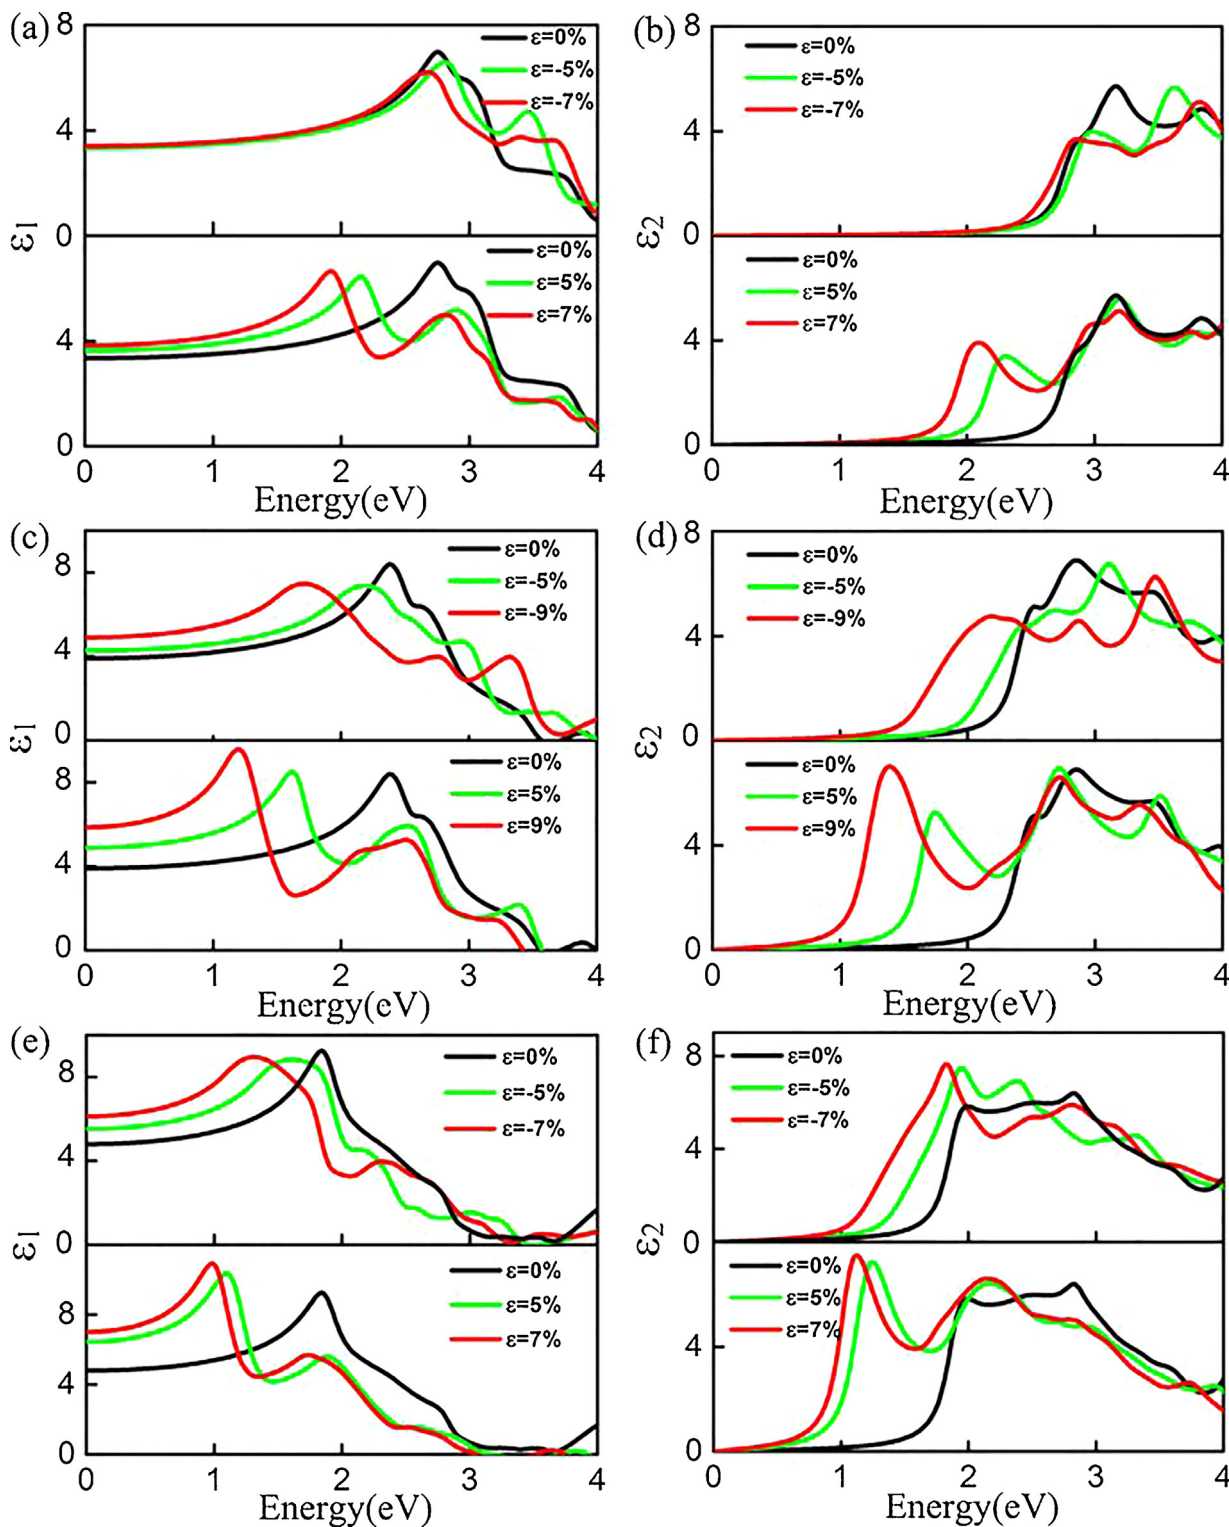 (a)
8
4
0
ε=0%
ε=-5%
ε=-7%
ε1
4
0
ε=0%
ε=5%
ε=7%
0 1 2 3 4
Energy(eV)
(b)
8
4
0
ε=0%
ε=-5%
ε=-7%
ε2
4
0
ε=0%
ε=5%
ε=7%
0 1 2 3 4
Energy(eV)
(c)
8
4
0
ε=0%
ε=-5%
ε=-9%
ε1
8
4
0
ε=0%
ε=5%
ε=9%
0 1 2 3 4
Energy(eV)
(d)
8
4
0
ε=0%
ε=-5%
ε=-9%
ε2
4
0
ε=0%
ε=5%
ε=9%
0 1 2 3 4
Energy(eV)
(e)
8
4
0
ε=0%
ε=-5%
ε=-7%
ε1
8
4
0
ε=0%
ε=5%
ε=7%
0 1 2 3 4
Energy(eV)
(f)
8
4
0
ε=0%
ε=-5%
ε=-7%
ε2
4
0
ε=0%
ε=5%
ε=7%
0 1 2 3 4
Energy(eV)